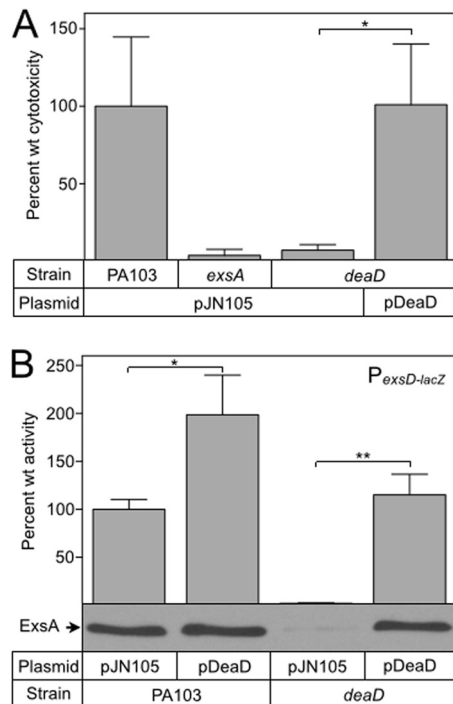 A
150
100
50
Percent wt cytotoxicity
*
Strain PA103 exsA deaD
Plasmid pJN105 pDeaD
B
250
200
150
100
50
Percent wt activity
PexsD-lacZ
*
**
ExsA
Plasmid pJN105 pDeaD pJN105 pDeaD
Strain PA103 deaD